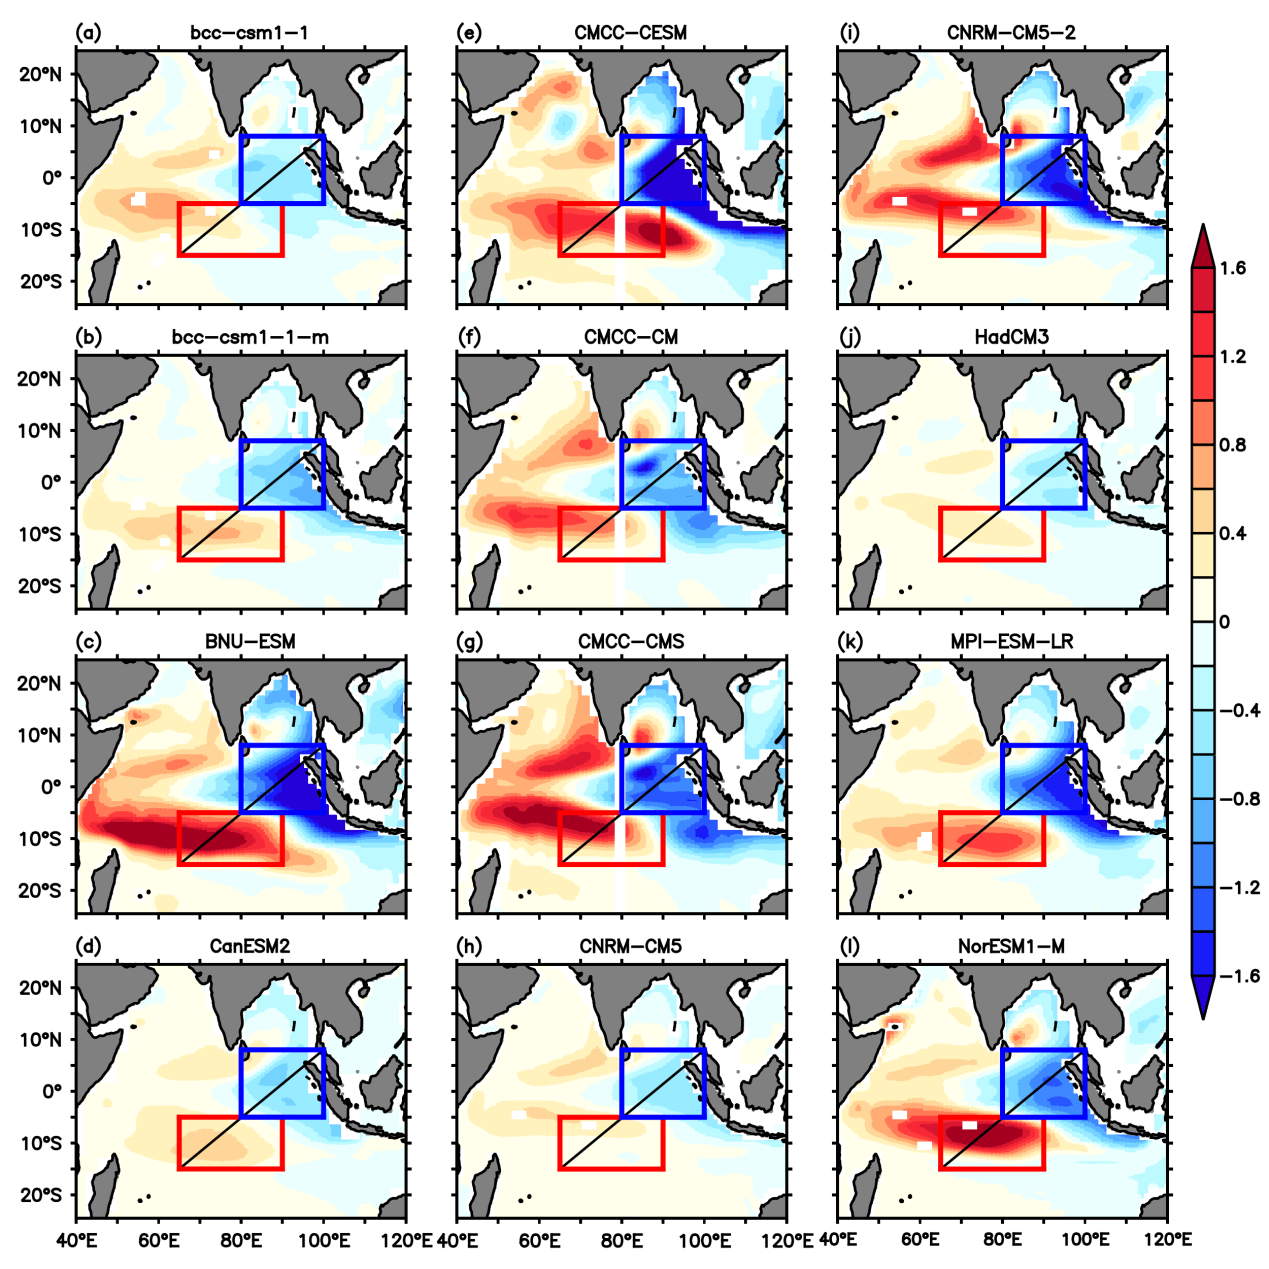 (a) bcc-csm1-1
(e) CMCC-CESM
(i) CNRM-CM5-2
20°N
10°N
0°
10°S
20°S
(b) bcc-csm1-1-m
(f) CMCC-CM
(j) HadCM3
20°N
10°N
0°
10°S
20°S
(c) BNU-ESM
(g) CMCC-CMS
(k) MPI-ESM-LR
20°N
10°N
0°
10°S
20°S
(d) CanESM2
(h) CNRM-CM5
(l) NorESM1-M
20°N
10°N
0°
10°S
20°S
40°E 60°E 80°E 100°E 120°E
40°E 60°E 80°E 100°E 120°E
40°E 60°E 80°E 100°E 120°E
1.6
1.2
0.8
0.4
0
-0.4
-0.8
-1.2
-1.6